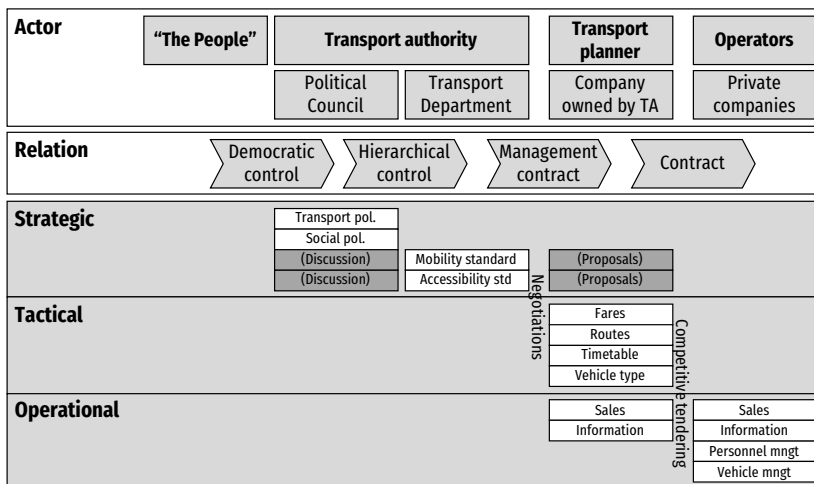 Actor
“The People”
Transport authority
Transport
planner
Operators
Political
Council
Transport
Department
Company
owned by TA
Private
companies
Relation
Democratic
control
Hierarchical
control
Management
contract
Contract
Strategic
Transport pol.
Social pol.
(Discussion)
(Discussion)
Mobility standard
Accessibility std
(Proposals)
(Proposals)
Negotiations
Tactical
Fares
Routes
Timetable
Vehicle type
Competitive tendering
Operational
Sales
Information
Sales
Information
Personnel mngt
Vehicle mngt